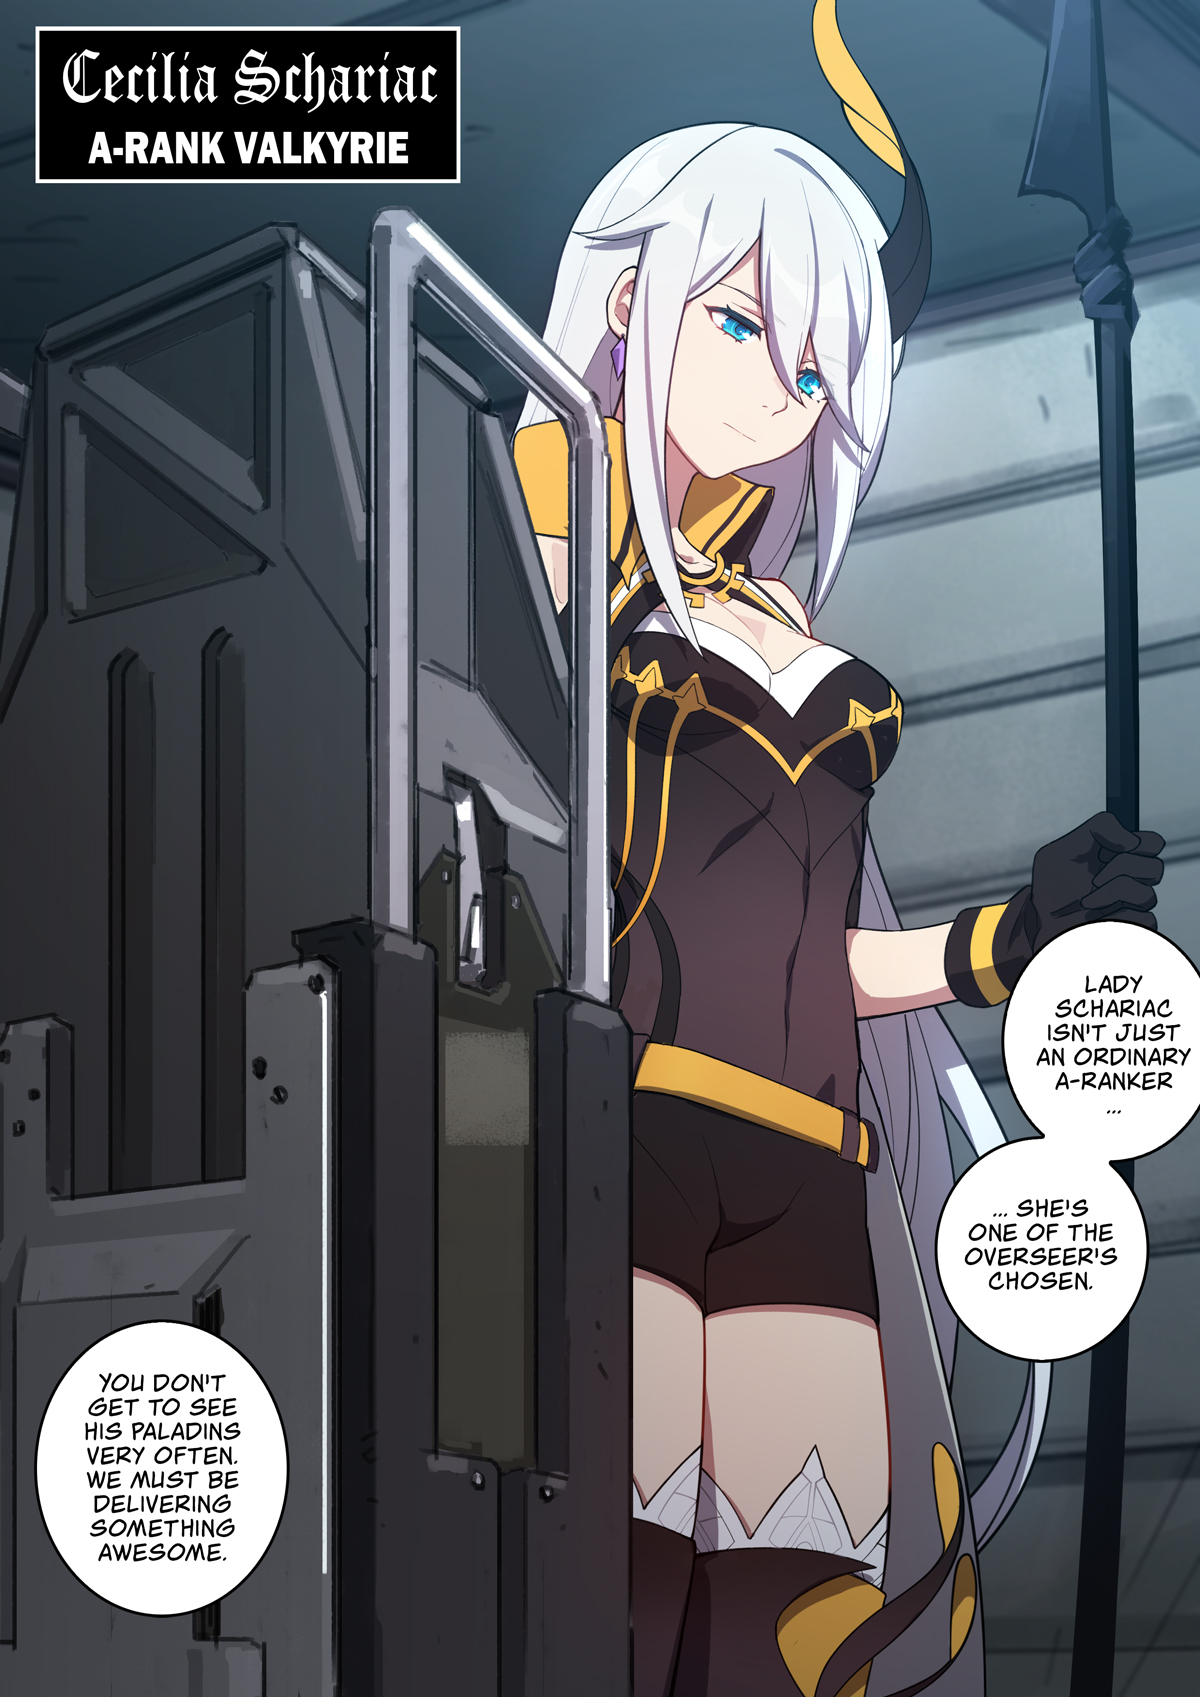 Cecilia Schariac
A-RANK VALKYRIE
LADY
SCHARIAC
ISN'T JUST
AN ORDINARY
A-RANKER
...
... SHE'S
ONE OF THE
OVERSEER'S
CHOSEN.
YOU DON'T
GET TO SEE
HIS PALADINS
VERY OFTEN.
WE MUST BE
DELIVERING
SOMETHING
AWESOME.